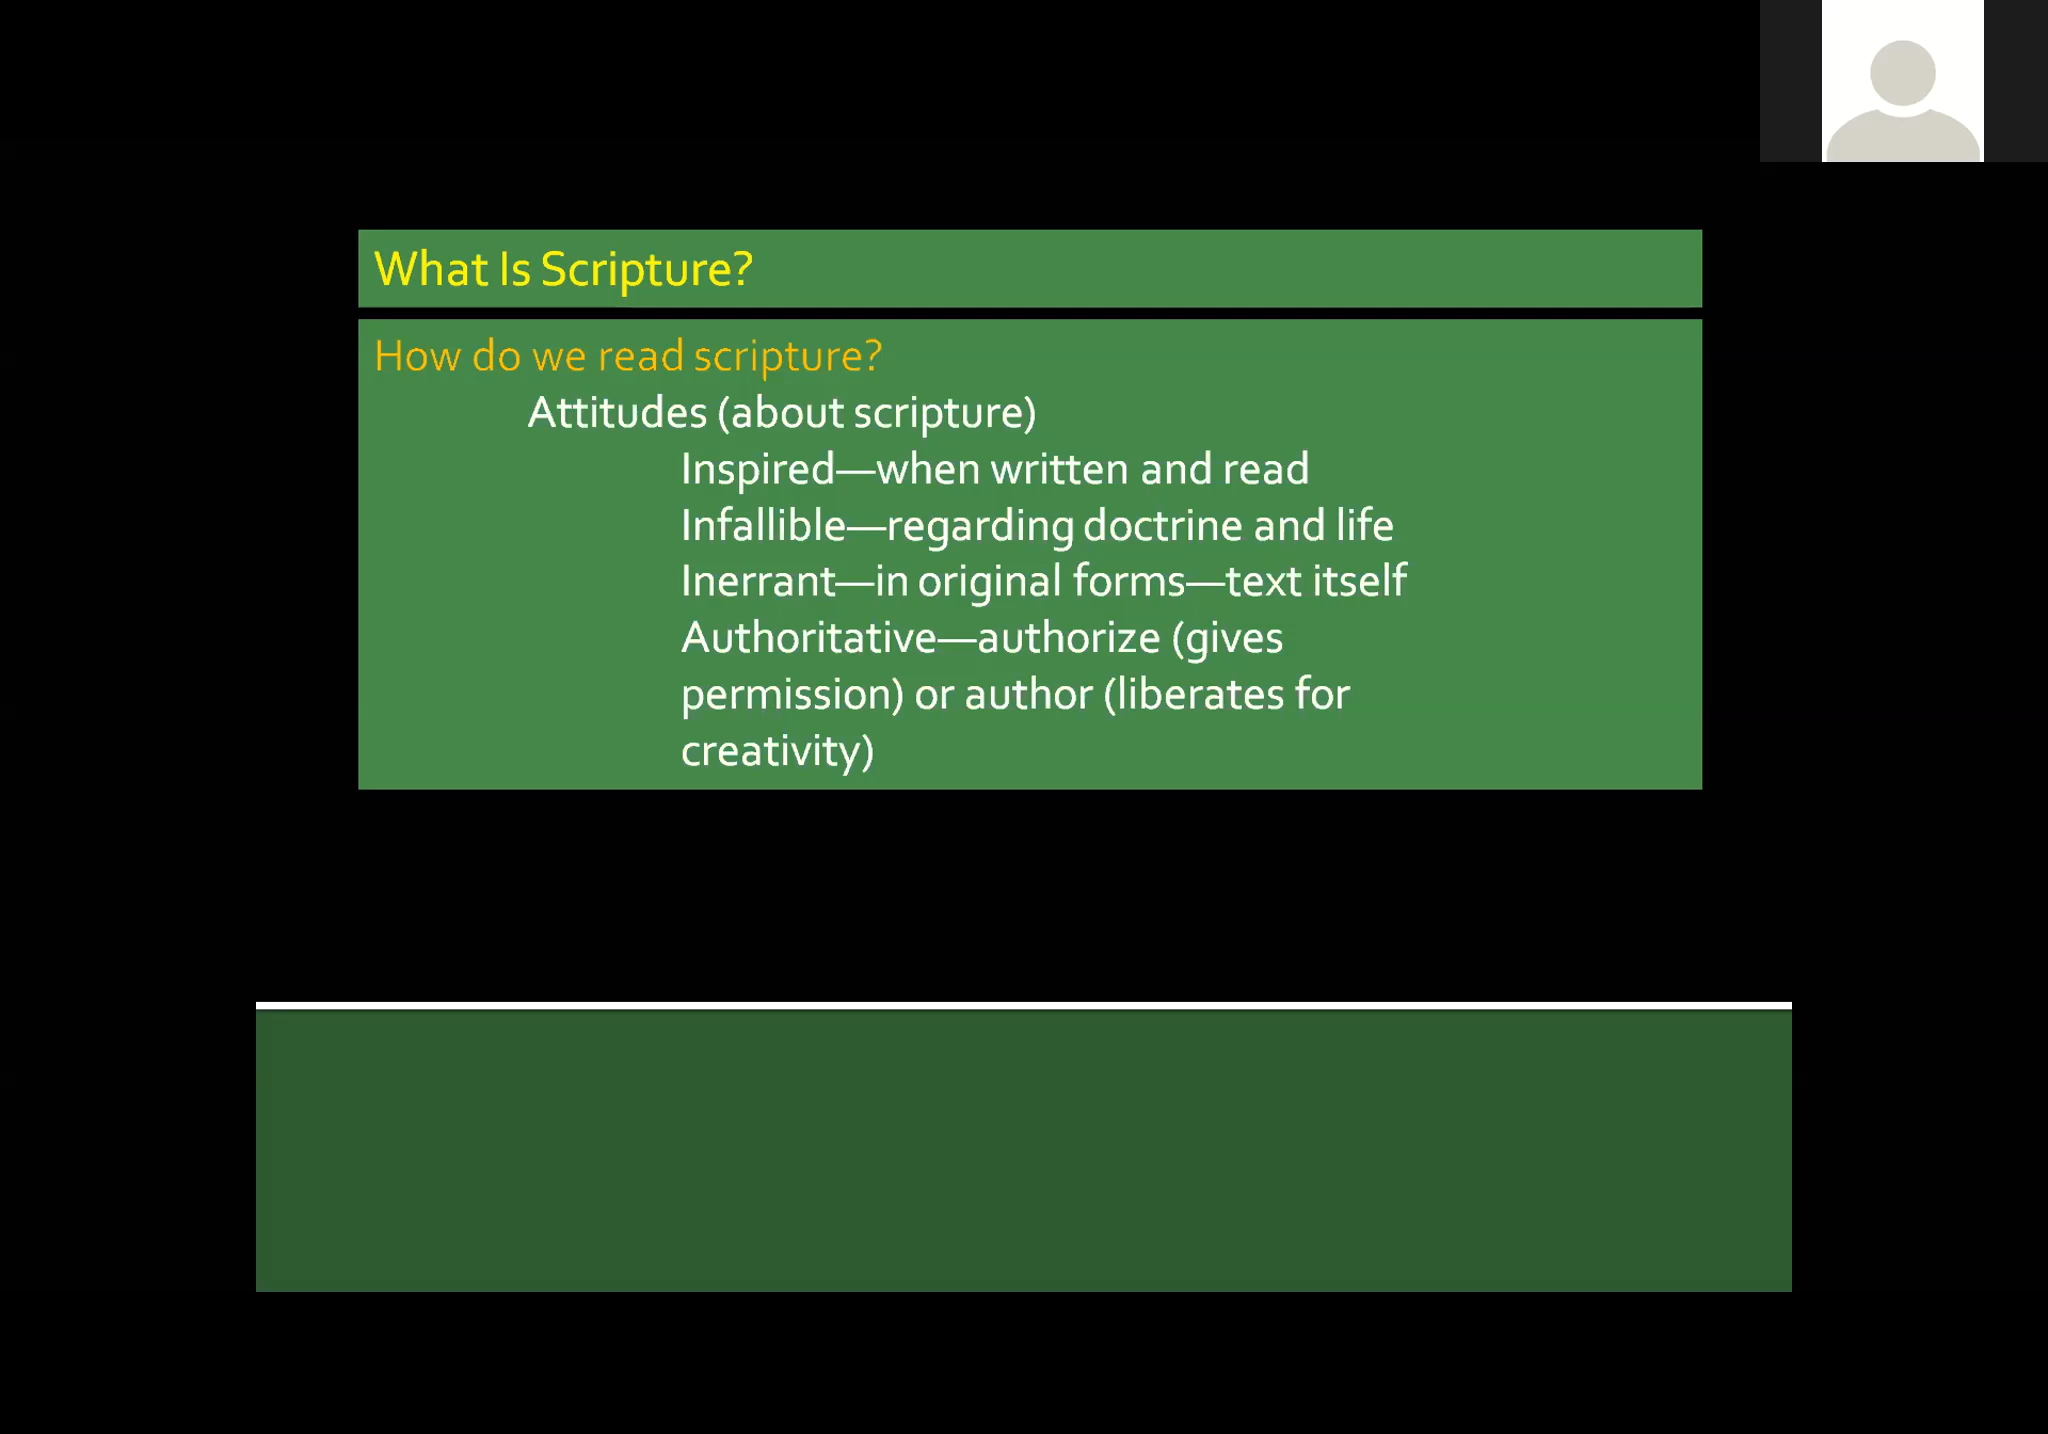 What Is Scripture?
How do we read scripture?
Attitudes (about scripture)
Inspired—when written and read
Infallible—regarding doctrine and life
Inerrant—in original forms—text itself
Authoritative—authorize (gives
permission) or author (liberates for
creativity)